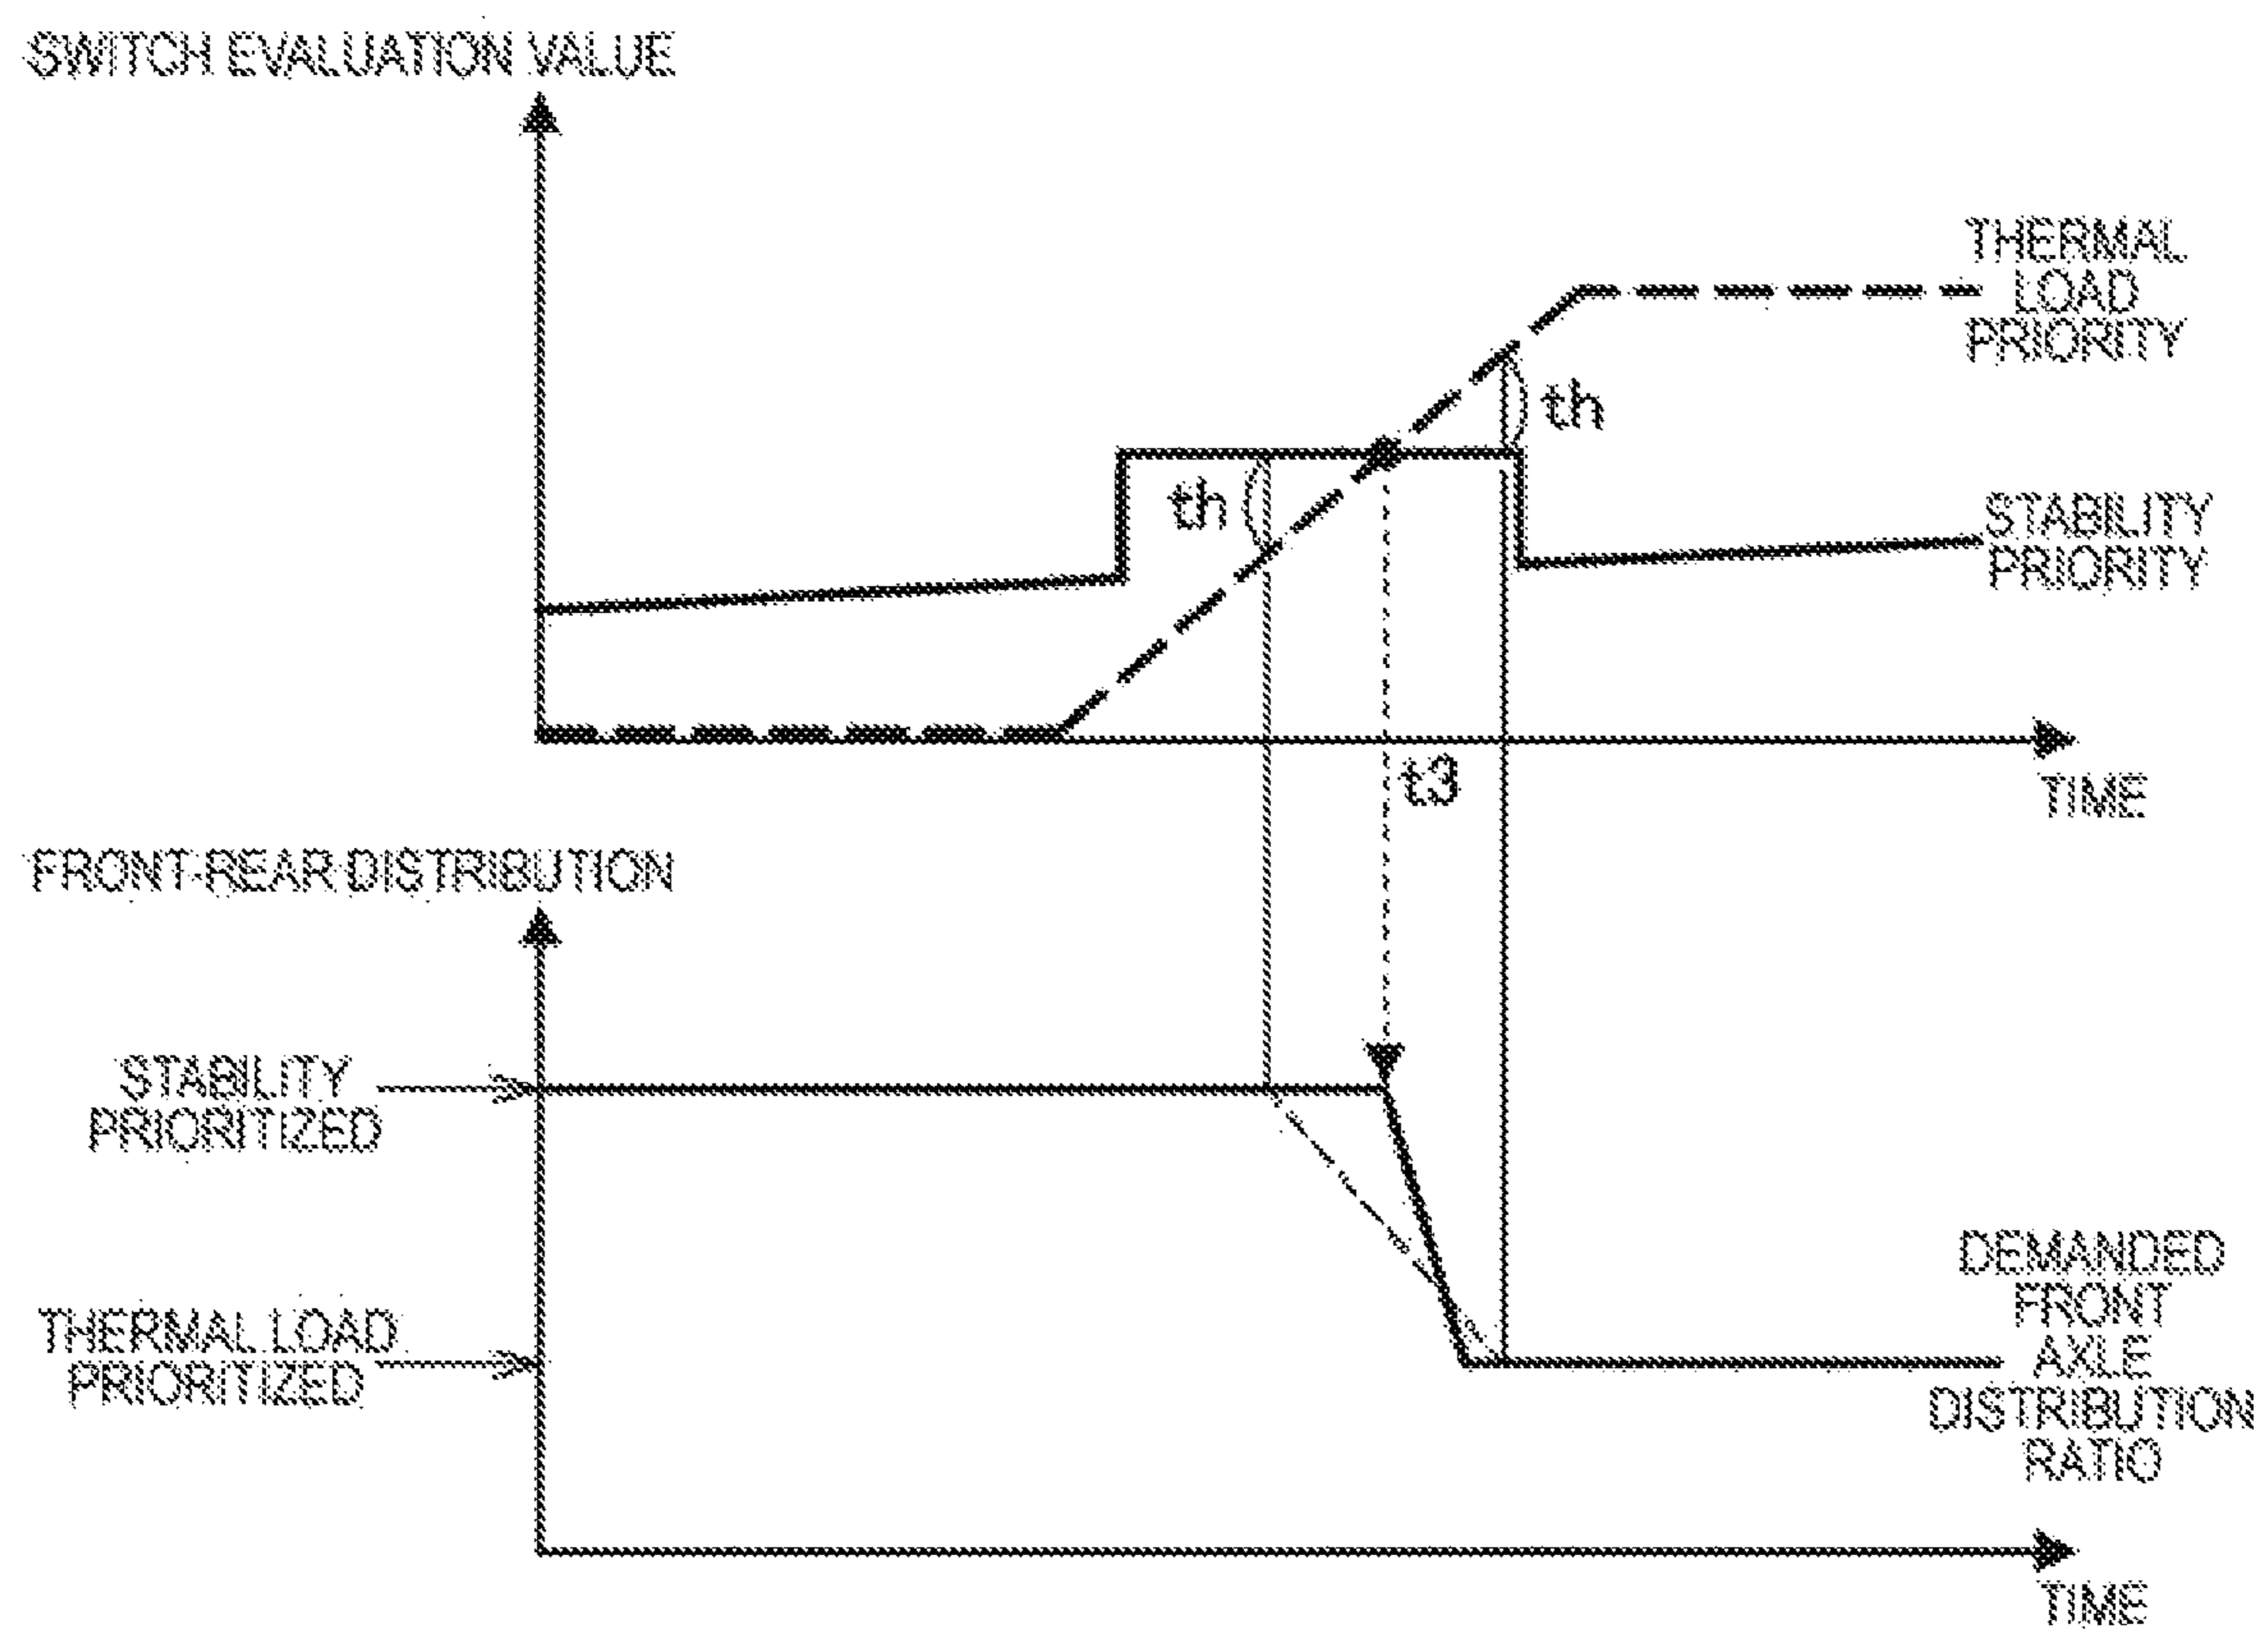 SWITCH EVALUATION VALUE
THERMAL
LOAD
PRIORITY
th
th
STABILITY
PRIORITY
t3
TIME
FRONT-REAR DISTRIBUTION
STABILITY
PRIORITIZED
THERMAL LOAD
PRIORITIZED
DEMANDED
FRONT
AXLE
DISTRIBUTION
RATIO
TIME